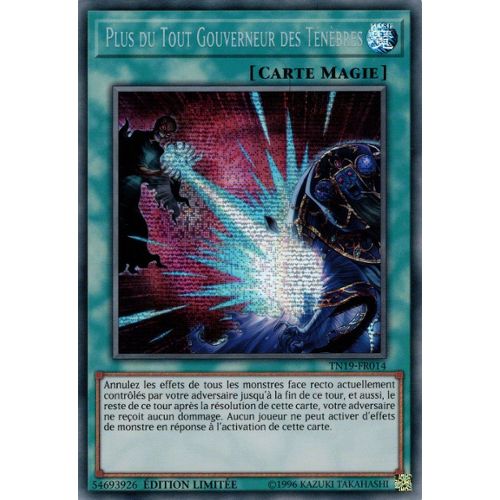 Plus du Tout Gouverneur des Ténèbres
[Carte Magie]
TN19-FR014
Annulez les effets de tous les monstres face recto actuellement
contrôlés par votre adversaire jusqu'à la fin de ce tour, et aussi, le
reste de ce tour après la résolution de cette carte, votre adversaire
ne reçoit aucun dommage. Aucun joueur ne peut activer d'effets
de monstre en réponse à l'activation de cette carte.
54693926 Édition Limitée ©1996 KAZUKI TAKAHASHI